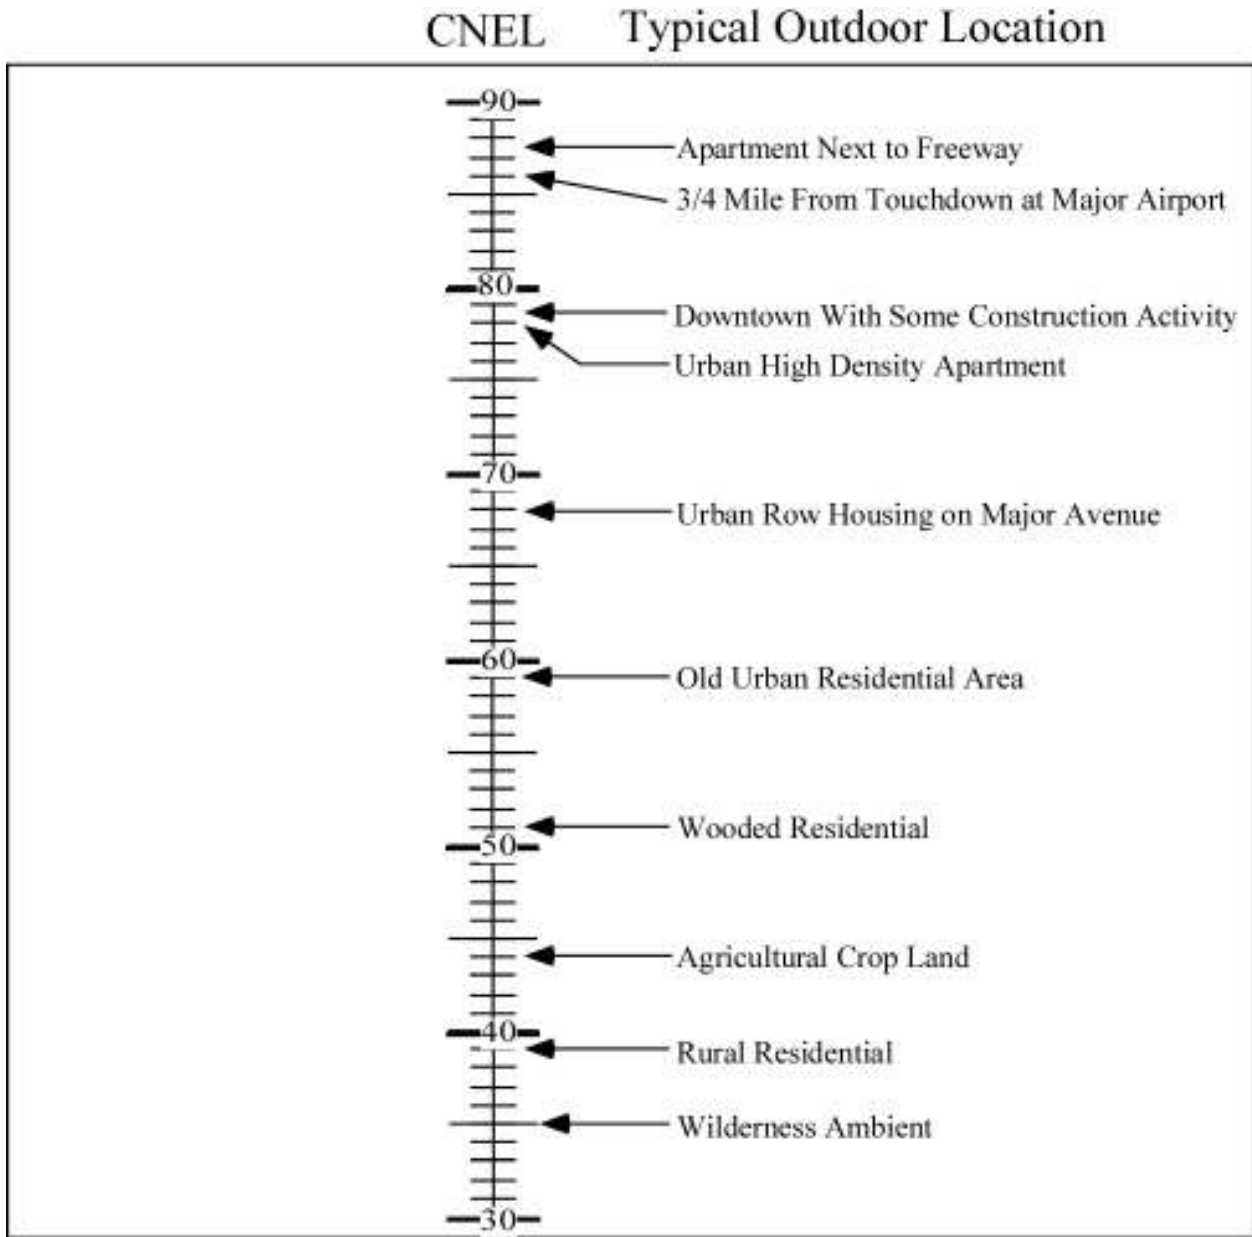 CNEL Typical Outdoor Location
90
Apartment Next to Freeway
3/4 Mile From Touchdown at Major Airport
80
Downtown With Some Construction Activity
Urban High Density Apartment
70
Urban Row Housing on Major Avenue
60
Old Urban Residential Area
Wooded Residential
50
Agricultural Crop Land
40
Rural Residential
Wilderness Ambient
30